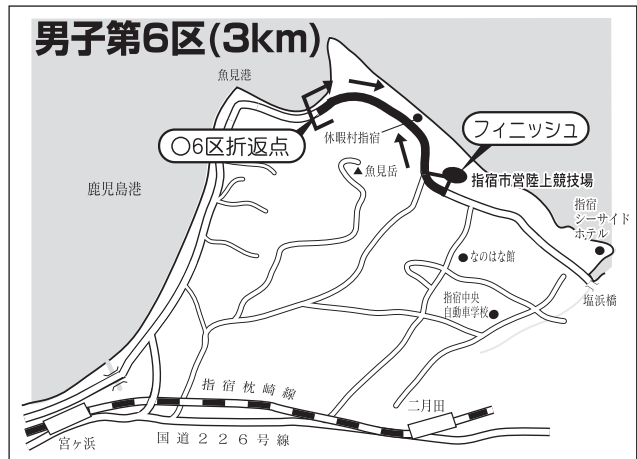 男子第6区(3km)
魚見港
フィニッシュ
休暇村指宿
○6区折返点
魚見岳
指宿市営陸上競技場
鹿児島港
指宿
シーサイド
ホテル
なのはな館
指宿中央
自動車学校
塩浜橋
指宿枕崎線
二月田
宮ヶ浜
国道226号線